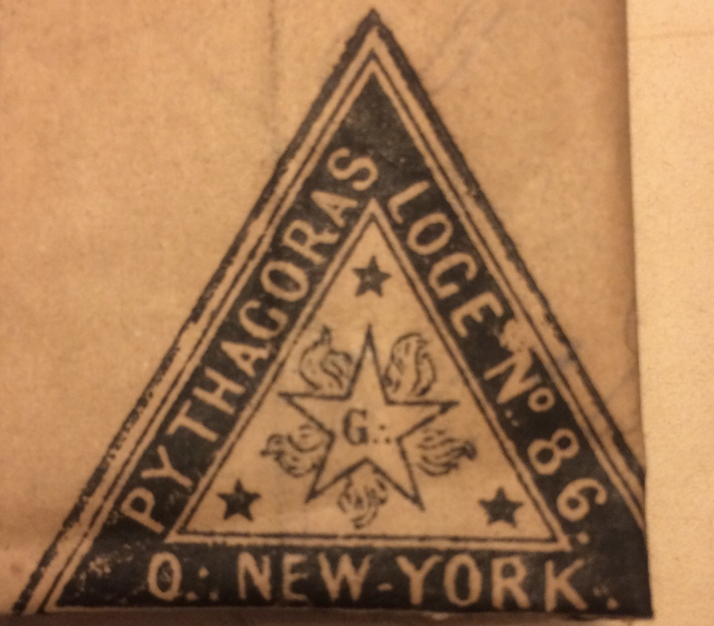 PYTHAGORAS
LOGE Nº 86.
O∴ NEW-YORK.
G∴